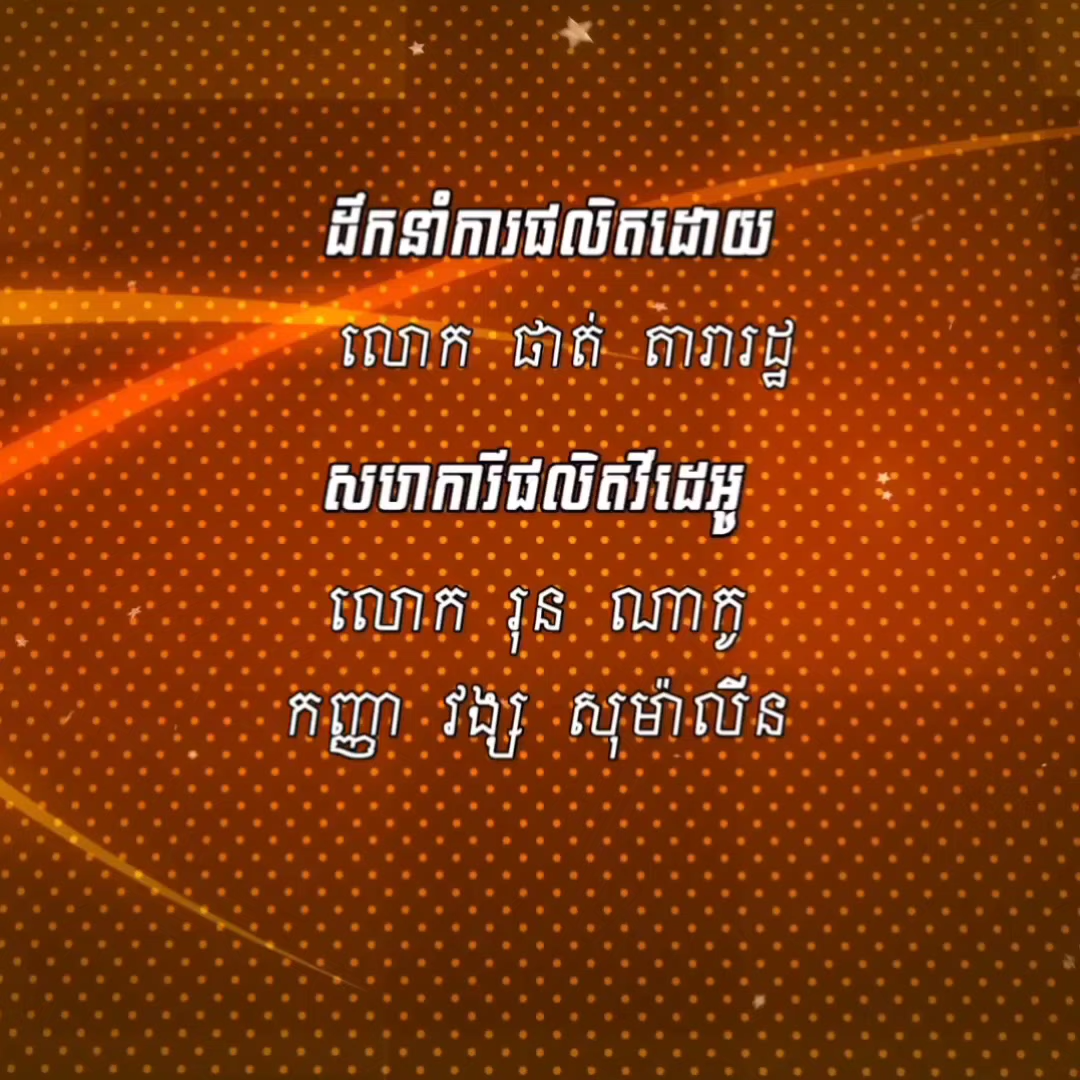 ដឹកនាំការផលិតដោយ
លោក ផាត់ តារារដ្ឋ
សហការីផលិតវីដេអូ
លោក រុន ណាកូ
កញ្ញា វង្ស សុម៉ាលីន